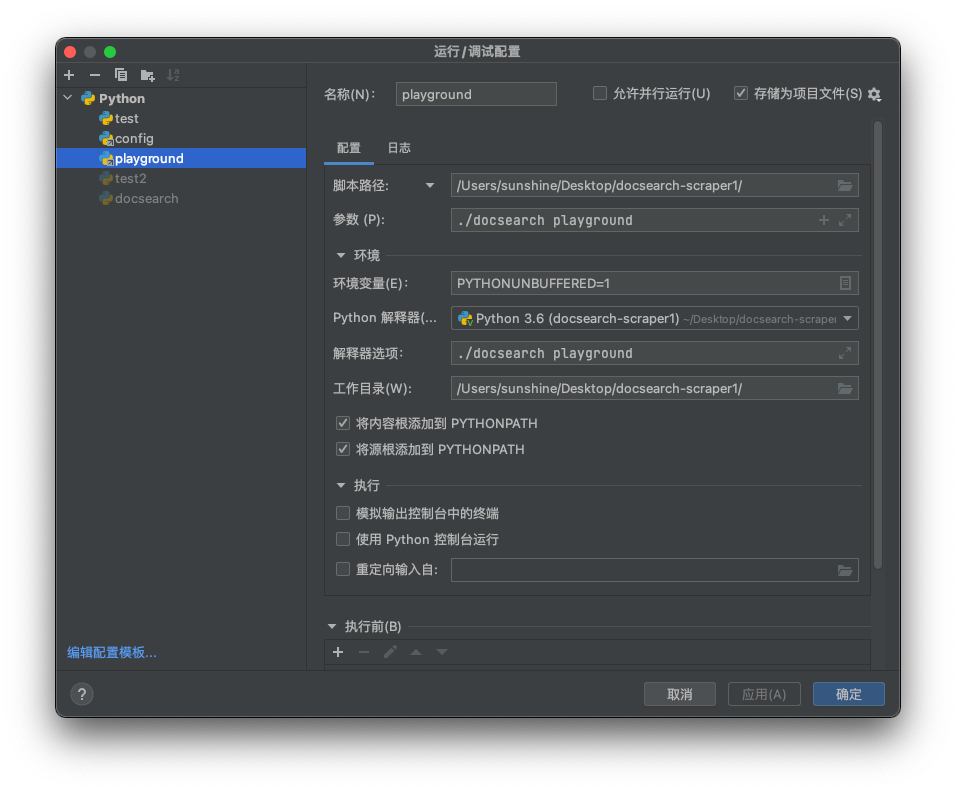 运行/调试配置
Python
test
config
playground
test2
docsearch
编辑配置模板...
名称(N): playground 允许并行运行(U) 存储为项目文件(S)
配置 日志
脚本路径: /Users/sunshine/Desktop/docsearch-scraper1/
参数 (P): ./docsearch playground
环境
环境变量(E): PYTHONUNBUFFERED=1
Python 解释器(... Python 3.6 (docsearch-scraper1) ~/Desktop/docsearch-scraper
解释器选项: ./docsearch playground
工作目录(W): /Users/sunshine/Desktop/docsearch-scraper1/
将内容根添加到 PYTHONPATH
将源根添加到 PYTHONPATH
执行
模拟输出控制台中的终端
使用 Python 控制台运行
重定向输入自:
执行前(B)
? 取消 应用(A) 确定